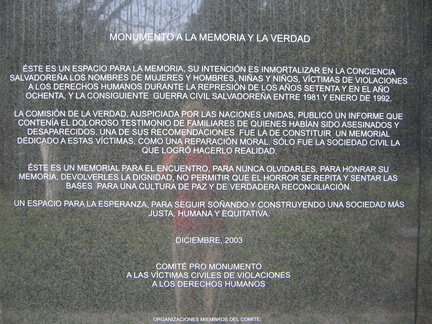 MONUMENTO A LA MEMORIA Y LA VERDAD
ÉSTE ES UN ESPACIO PARA LA MEMORIA, SU INTENCIÓN ES INMORTALIZAR EN LA CONCIENCIA
SALVADOREÑA LOS NOMBRES DE MUJERES Y HOMBRES, NIÑAS Y NIÑOS, VÍCTIMAS DE VIOLACIONES
A LOS DERECHOS HUMANOS DURANTE LA REPRESIÓN DE LOS AÑOS SETENTA Y EN EL AÑO
OCHENTA, Y LA CONSIGUIENTE GUERRA CIVIL SALVADOREÑA ENTRE 1981 Y ENERO DE 1992.
LA COMISIÓN DE LA VERDAD, AUSPICIADA POR LAS NACIONES UNIDAS, PUBLICÓ UN INFORME QUE
CONTENÍA EL DOLOROSO TESTIMONIO DE FAMILIARES DE QUIENES HABÍAN SIDO ASESINADOS Y
DESAPARECIDOS, UNA DE SUS RECOMENDACIONES FUE LA DE CONSTITUIR UN MEMORIAL
DEDICADO A ESTAS VÍCTIMAS, COMO UNA REPARACIÓN MORAL. SÓLO FUE LA SOCIEDAD CIVIL LA
QUE LOGRÓ HACERLO REALIDAD.
ÉSTE ES UN MEMORIAL PARA EL ENCUENTRO, PARA NUNCA OLVIDARLES, PARA HONRAR SU
MEMORIA, DEVOLVERLES LA DIGNIDAD, NO PERMITIR QUE EL HORROR SE REPITA Y SENTAR LAS
BASES PARA UNA CULTURA DE PAZ Y DE VERDADERA RECONCILIACIÓN.
UN ESPACIO PARA LA ESPERANZA, PARA SEGUIR SOÑANDO Y CONSTRUYENDO UNA SOCIEDAD MÁS
JUSTA, HUMANA Y EQUITATIVA.
DICIEMBRE, 2003
COMITÉ PRO MONUMENTO
A LAS VÍCTIMAS CIVILES DE VIOLACIONES
A LOS DERECHOS HUMANOS
ORGANIZACIONES MIEMBROS DEL COMITE: